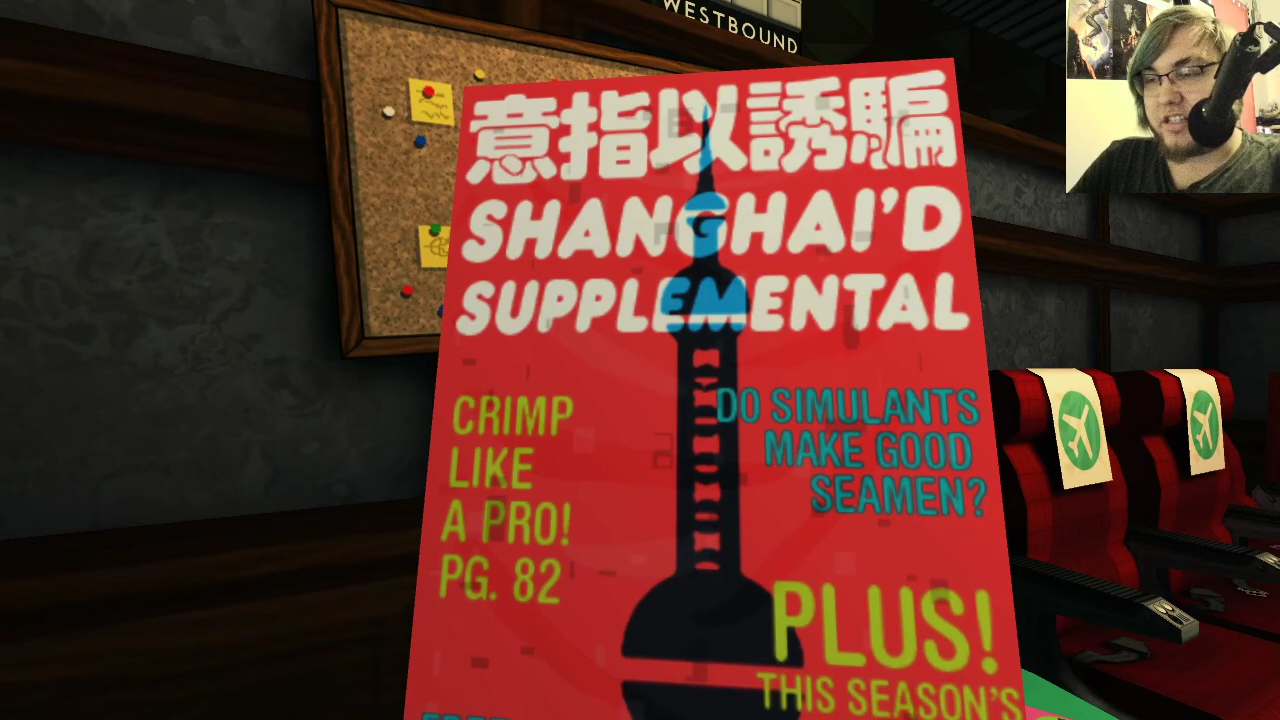 WESTBOUND
意指以誘騙
SHANGHAI'D
SUPPLEMENTAL
CRIMP
LIKE
A PRO!
PG. 82
DO SIMULANTS
MAKE GOOD
SEAMEN?
PLUS!
THIS SEASON'S